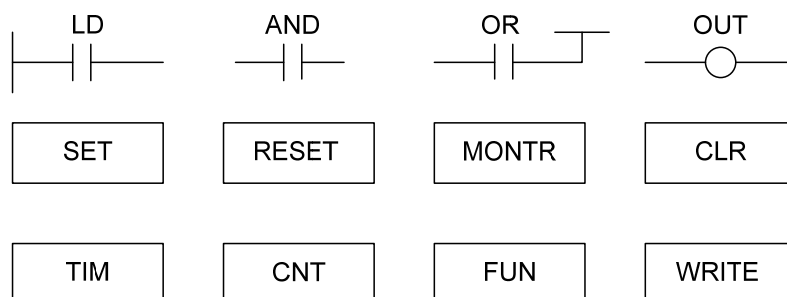 LD AND OR OUT
SET RESET MONTR CLR
TIM CNT FUN WRITE